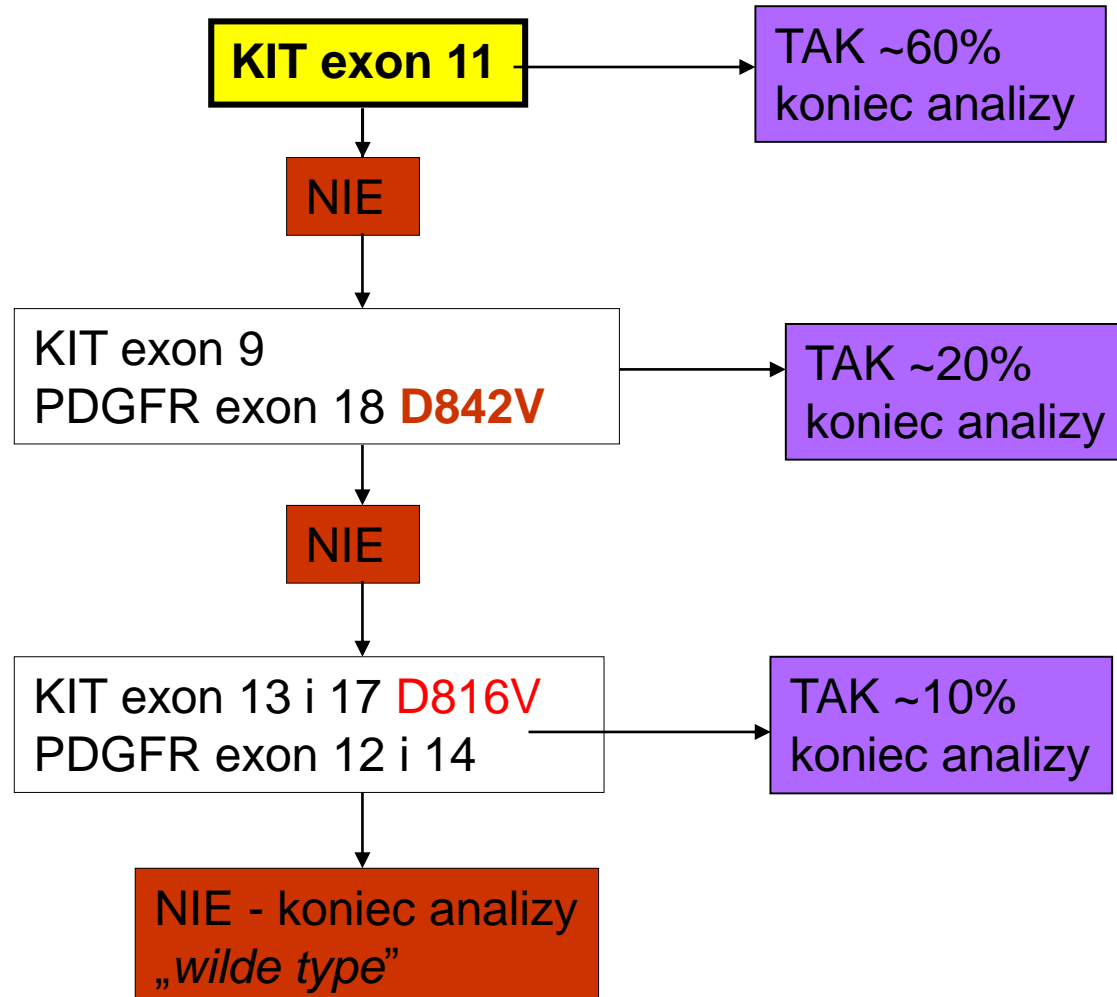 KIT exon 11
TAK ~60%
koniec analizy
NIE
KIT exon 9
PDGFR exon 18 D842V
TAK ~20%
koniec analizy
NIE
KIT exon 13 i 17 D816V
PDGFR exon 12 i 14
TAK ~10%
koniec analizy
NIE - koniec analizy
„wilde type”